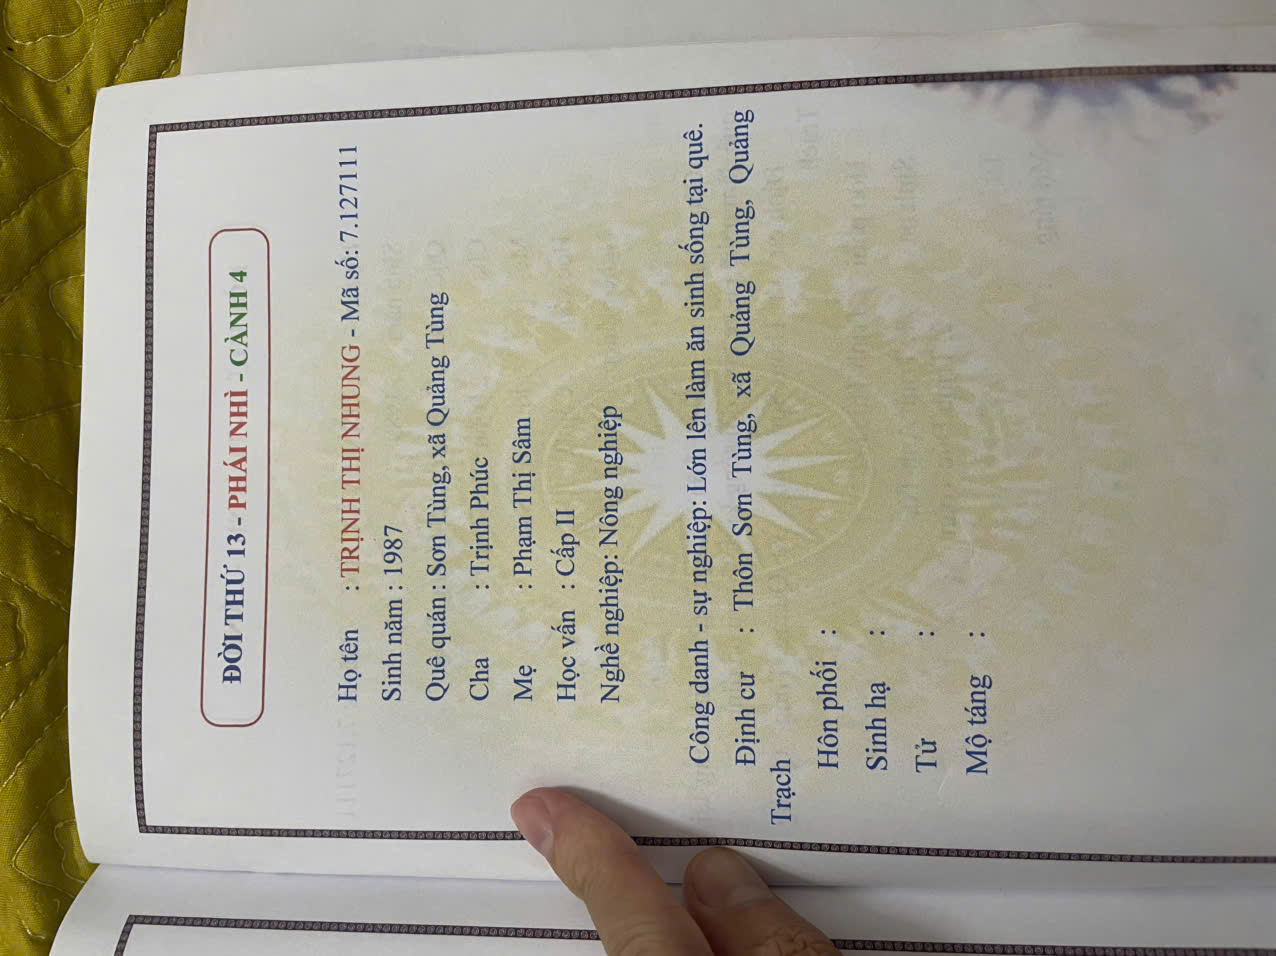 ĐỜI THỨ 13 - PHÁI NHÌ - CÀNH 4
Họ tên : TRỊNH THỊ NHUNG - Mã số: 7.127111
Sinh năm : 1987
Quê quán : Sơn Tùng, xã Quảng Tùng
Cha : Trịnh Phúc
Mẹ : Phạm Thị Sâm
Học vấn : Cấp II
Nghề nghiệp: Nông nghiệp
Công danh - sự nghiệp: Lớn lên làm ăn sinh sống tại quê.
Định cư : Thôn Sơn Tùng, xã Quảng Tùng, Quảng
Trạch
Hôn phối :
Sinh hạ :
Tử :
Mộ táng :